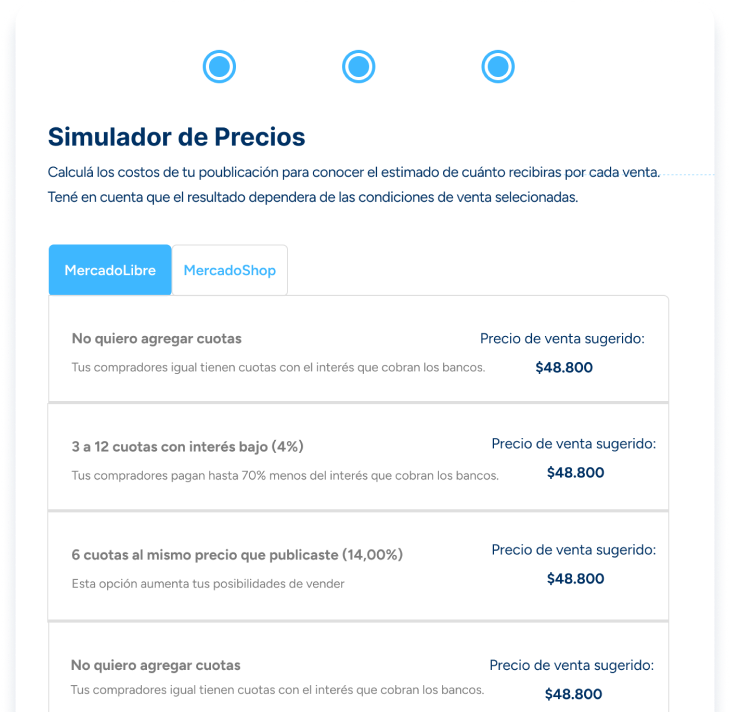 Simulador de Precios
Calculá los costos de tu poublicación para conocer el estimado de cuánto recibiras por cada venta.
Tené en cuenta que el resultado dependera de las condiciones de venta selecionadas.
MercadoLibre
MercadoShop
No quiero agregar cuotas
Precio de venta sugerido:
Tus compradores igual tienen cuotas con el interés que cobran los bancos.
$48.800
3 a 12 cuotas con interés bajo (4%)
Precio de venta sugerido:
Tus compradores pagan hasta 70% menos del interés que cobran los bancos.
$48.800
6 cuotas al mismo precio que publicaste (14,00%)
Precio de venta sugerido:
Esta opción aumenta tus posibilidades de vender
$48.800
No quiero agregar cuotas
Precio de venta sugerido:
Tus compradores igual tienen cuotas con el interés que cobran los bancos.
$48.800